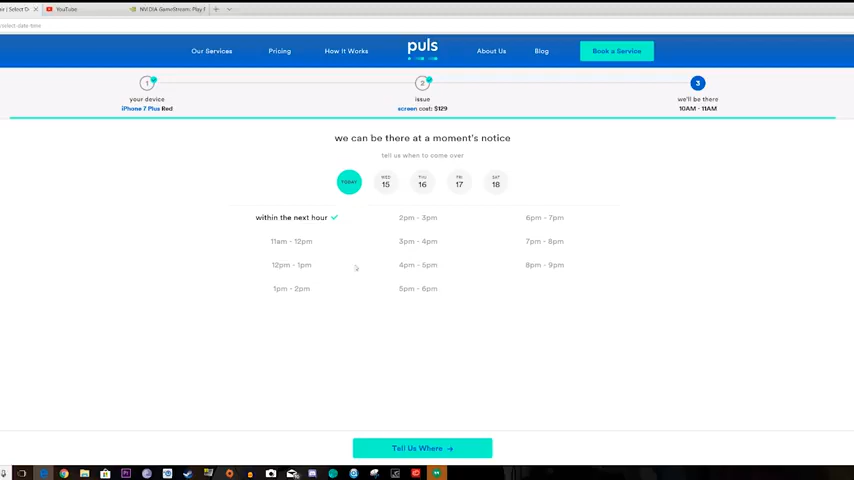 YouTube
NVIDIA GameStream: Play
select-date-time
Our Services
Pricing
How It Works
puls
About Us
Blog
Book a Service
1
2
3
your device
issue
we'll be there
iPhone 7 Plus Red
screen cost: $129
10AM - 11AM
we can be there at a moment's notice
tell us when to come over
TODAY
WED
15
THU
16
FRI
17
SAT
18
within the next hour
2pm - 3pm
6pm - 7pm
11am - 12pm
3pm - 4pm
7pm - 8pm
12pm - 1pm
4pm - 5pm
8pm - 9pm
1pm - 2pm
5pm - 6pm
Tell Us Where →